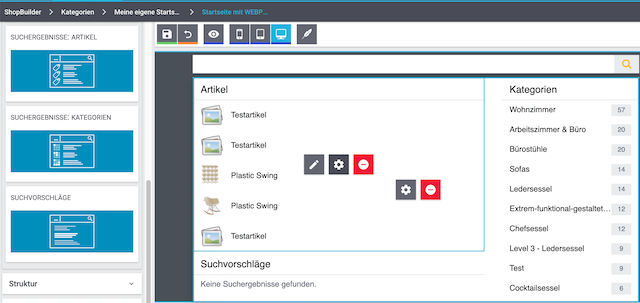 ShopBuilder > Kategorien > Meine eigene Starts... > Startseite mit WEBP...
SUCHERGEBNISSE: ARTIKEL
SUCHERGEBNISSE: KATEGORIEN
SUCHVORSCHLÄGE
Struktur
Artikel
Testartikel
Testartikel
Plastic Swing
Plastic Swing
Testartikel
Suchvorschläge
Keine Suchergebnisse gefunden.
Kategorien
Wohnzimmer 57
Arbeitszimmer & Büro 20
Bürostühle 20
Sofas 14
Ledersessel 14
Extrem-funktional-gestaltet... 12
Chefsessel 12
Level 3 - Ledersessel 9
Test 9
Cocktailsessel 6